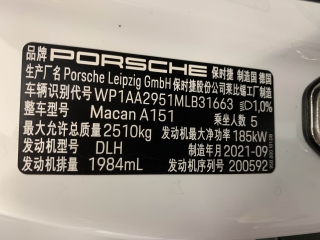 品牌 PORSCHE 保时捷 制造国 德国
生产厂名 Porsche Leipzig GmbH 保时捷股份公司莱比锡工厂制造
车辆识别代号 WP1AA2951MLB31663 1,0%
整车型号 Macan A151 乘坐人数 5
最大允许总质量 2510kg 发动机最大净功率 185kW
发动机型号 DLH 制造年月 2021-09
发动机排量 1984mL 发动机序列号 200592